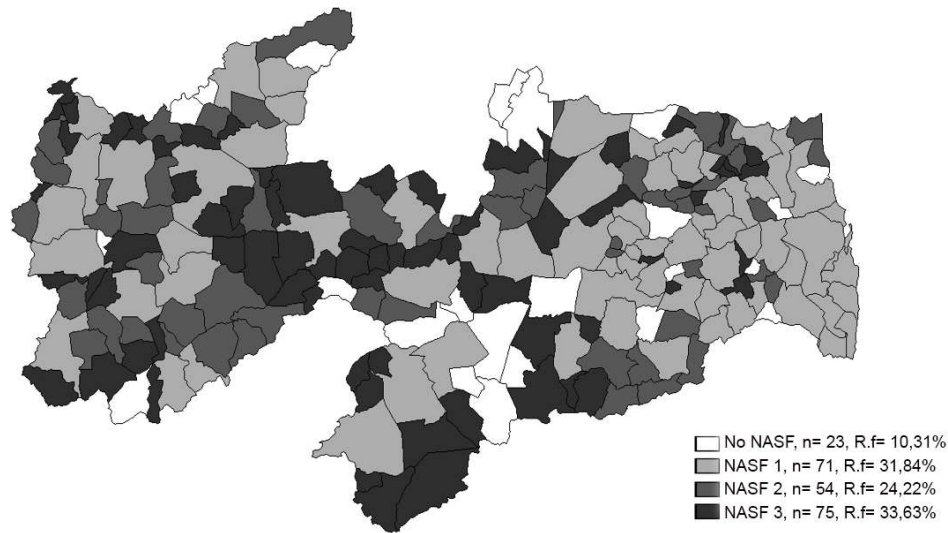 No NASF, n= 23, R.f= 10,31%
NASF 1, n= 71, R.f= 31,84%
NASF 2, n= 54, R.f= 24,22%
NASF 3, n= 75, R.f= 33,63%